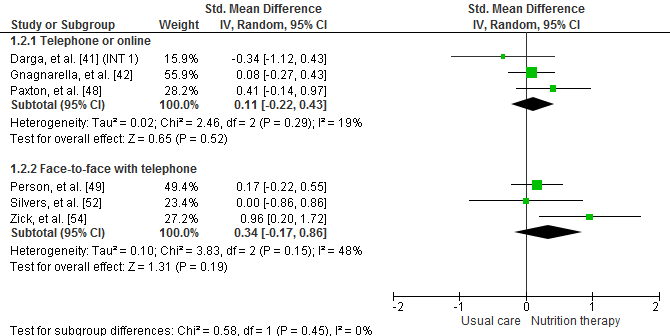 Std. Mean Difference Std. Mean Difference
Study or Subgroup Weight IV, Random, 95% CI IV, Random, 95% CI
1.2.1 Telephone or online
Darga, et al. [41] (INT 1) 15.9% -0.34 [-1.12, 0.43]
Gnagnarella, et al. [42] 55.9% 0.08 [-0.27, 0.43]
Paxton, et al. [48] 28.2% 0.41 [-0.14, 0.97]
Subtotal (95% CI) 100.0% 0.11 [-0.22, 0.43]
Heterogeneity: Tau² = 0.02; Chi² = 2.46, df = 2 (P = 0.29); I² = 19%
Test for overall effect: Z = 0.65 (P = 0.52)
1.2.2 Face-to-face with telephone
Person, et al. [49] 49.4% 0.17 [-0.22, 0.55]
Silvers, et al. [52] 23.4% 0.00 [-0.86, 0.86]
Zick, et al. [54] 27.2% 0.96 [0.20, 1.72]
Subtotal (95% CI) 100.0% 0.34 [-0.17, 0.86]
Heterogeneity: Tau² = 0.10; Chi² = 3.83, df = 2 (P = 0.15); I² = 48%
Test for overall effect: Z = 1.31 (P = 0.19)
-2 -1 0 1 2
Usual care Nutrition therapy
Test for subgroup differences: Chi² = 0.58, df = 1 (P = 0.45), I² = 0%